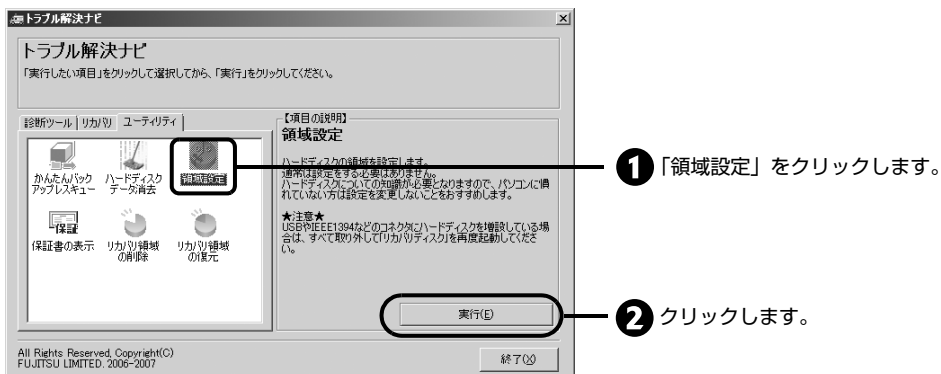 トラブル解決ナビ
トラブル解決ナビ
「実行したい項目」をクリックして選択してから、「実行」をクリックしてください。
診断ツール
リカバリ
ユーティリティ
かんたんバック
アップレスキュー
ハードディスク
データ消去
領域設定
保証
保証書の表示
リカバリ領域
の削除
リカバリ領域
の復元
【項目の説明】
領域設定
ハードディスクの領域を設定します。
通常は設定をする必要はありません。
ハードディスクについての知識が必要となりますので、パソコンに慣
れていない方は設定を変更しないことをおすすめします。
★注意★
USBやIEEE1394などのコネクタにハードディスクを増設している場
合は、すべて取り外して「リカバリディスク」を再度起動してくださ
い。
実行(E)
All Rights Reserved, Copyright(C)
FUJITSU LIMITED. 2006-2007
終了(X)
1 「領域設定」をクリックします。
2 クリックします。